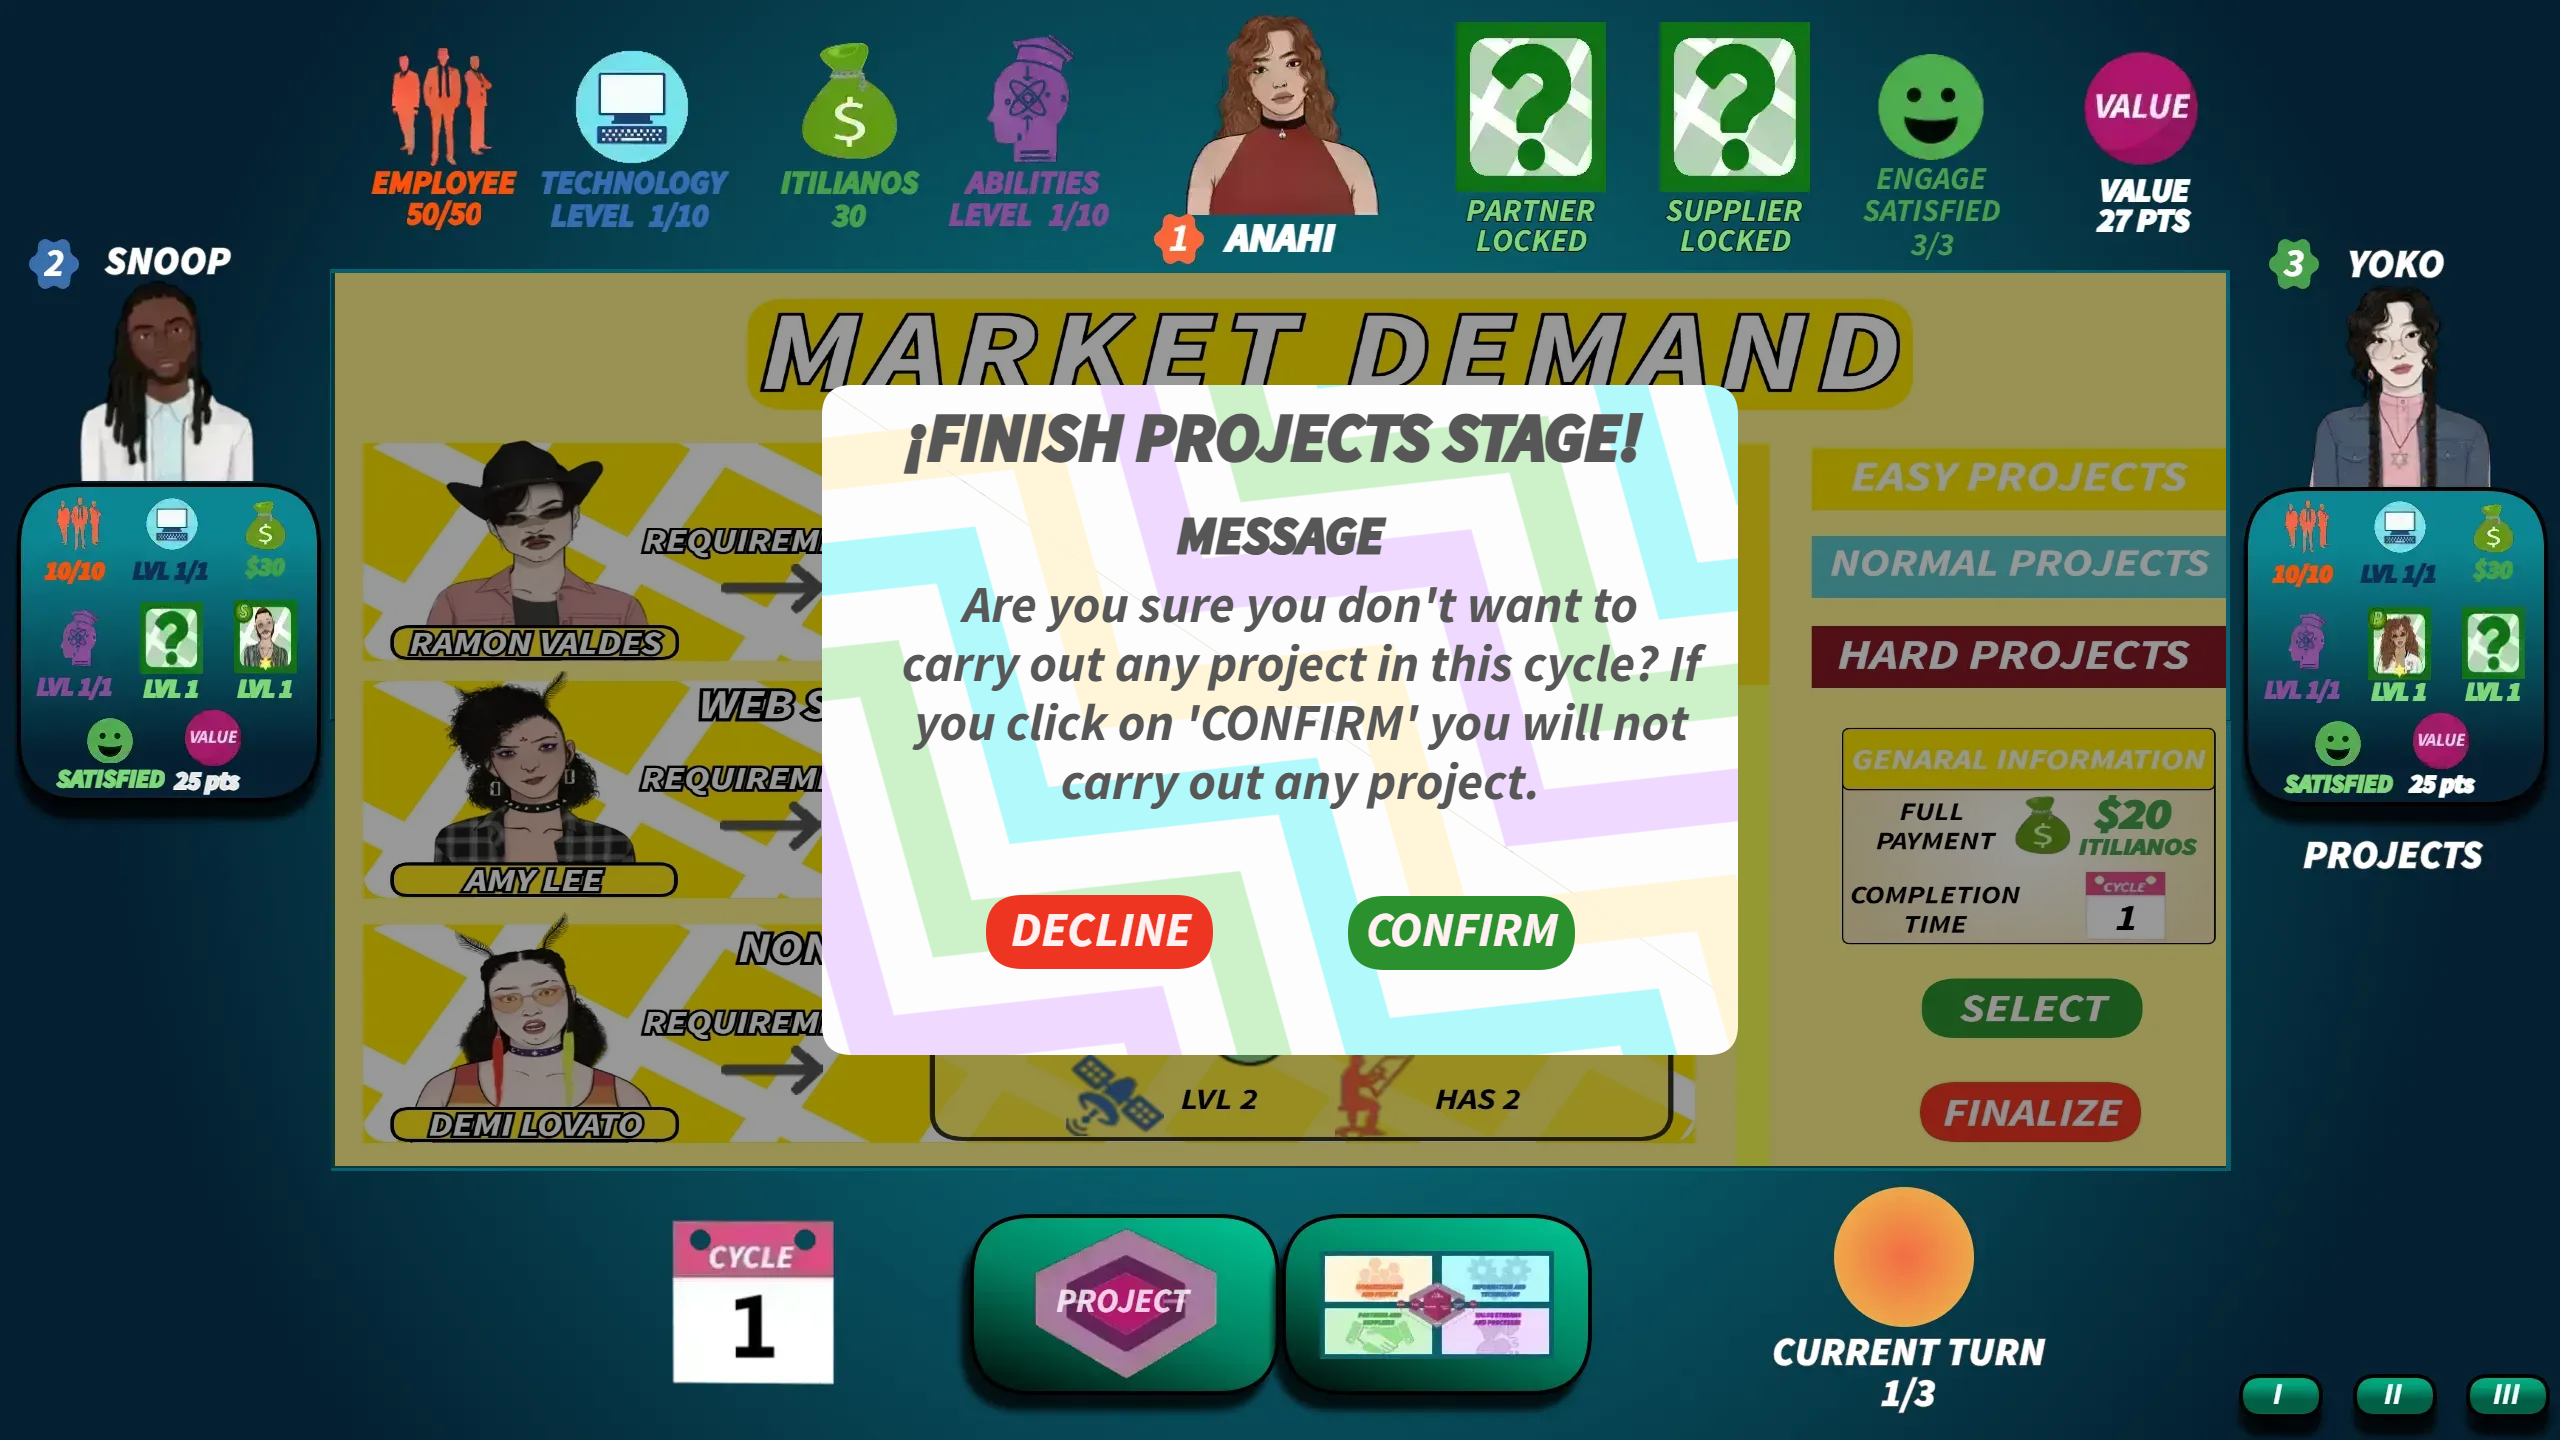 EMPLOYEE
50/50
TECHNOLOGY
LEVEL 1/10
ITILIANOS
30
ABILITIES
LEVEL 1/10
1 ANAHI
PARTNER
LOCKED
SUPPLIER
LOCKED
ENGAGE
SATISFIED
3/3
VALUE
VALUE
27 PTS
2 SNOOP
10/10
LVL 1/1
$30
LVL 1/1
LVL 1
LVL 1
SATISFIED
VALUE
25 pts
3 YOKO
10/10
LVL 1/1
$30
LVL 1/1
LVL 1
LVL 1
SATISFIED
VALUE
25 pts
PROJECTS
MARKET DEMAND
RAMON VALDES
REQUIREM
AMY LEE
WEB S
REQUIREM
DEMI LOVATO
NON
REQUIREM
LVL 2
HAS 2
¡FINISH PROJECTS STAGE!
MESSAGE
Are you sure you don't want to
carry out any project in this cycle? If
you click on 'CONFIRM' you will not
carry out any project.
DECLINE
CONFIRM
EASY PROJECTS
NORMAL PROJECTS
HARD PROJECTS
GENARAL INFORMATION
FULL
PAYMENT
$20
ITILIANOS
COMPLETION
TIME
CYCLE
1
SELECT
FINALIZE
CYCLE
1
PROJECT
CURRENT TURN
1/3
I
II
III